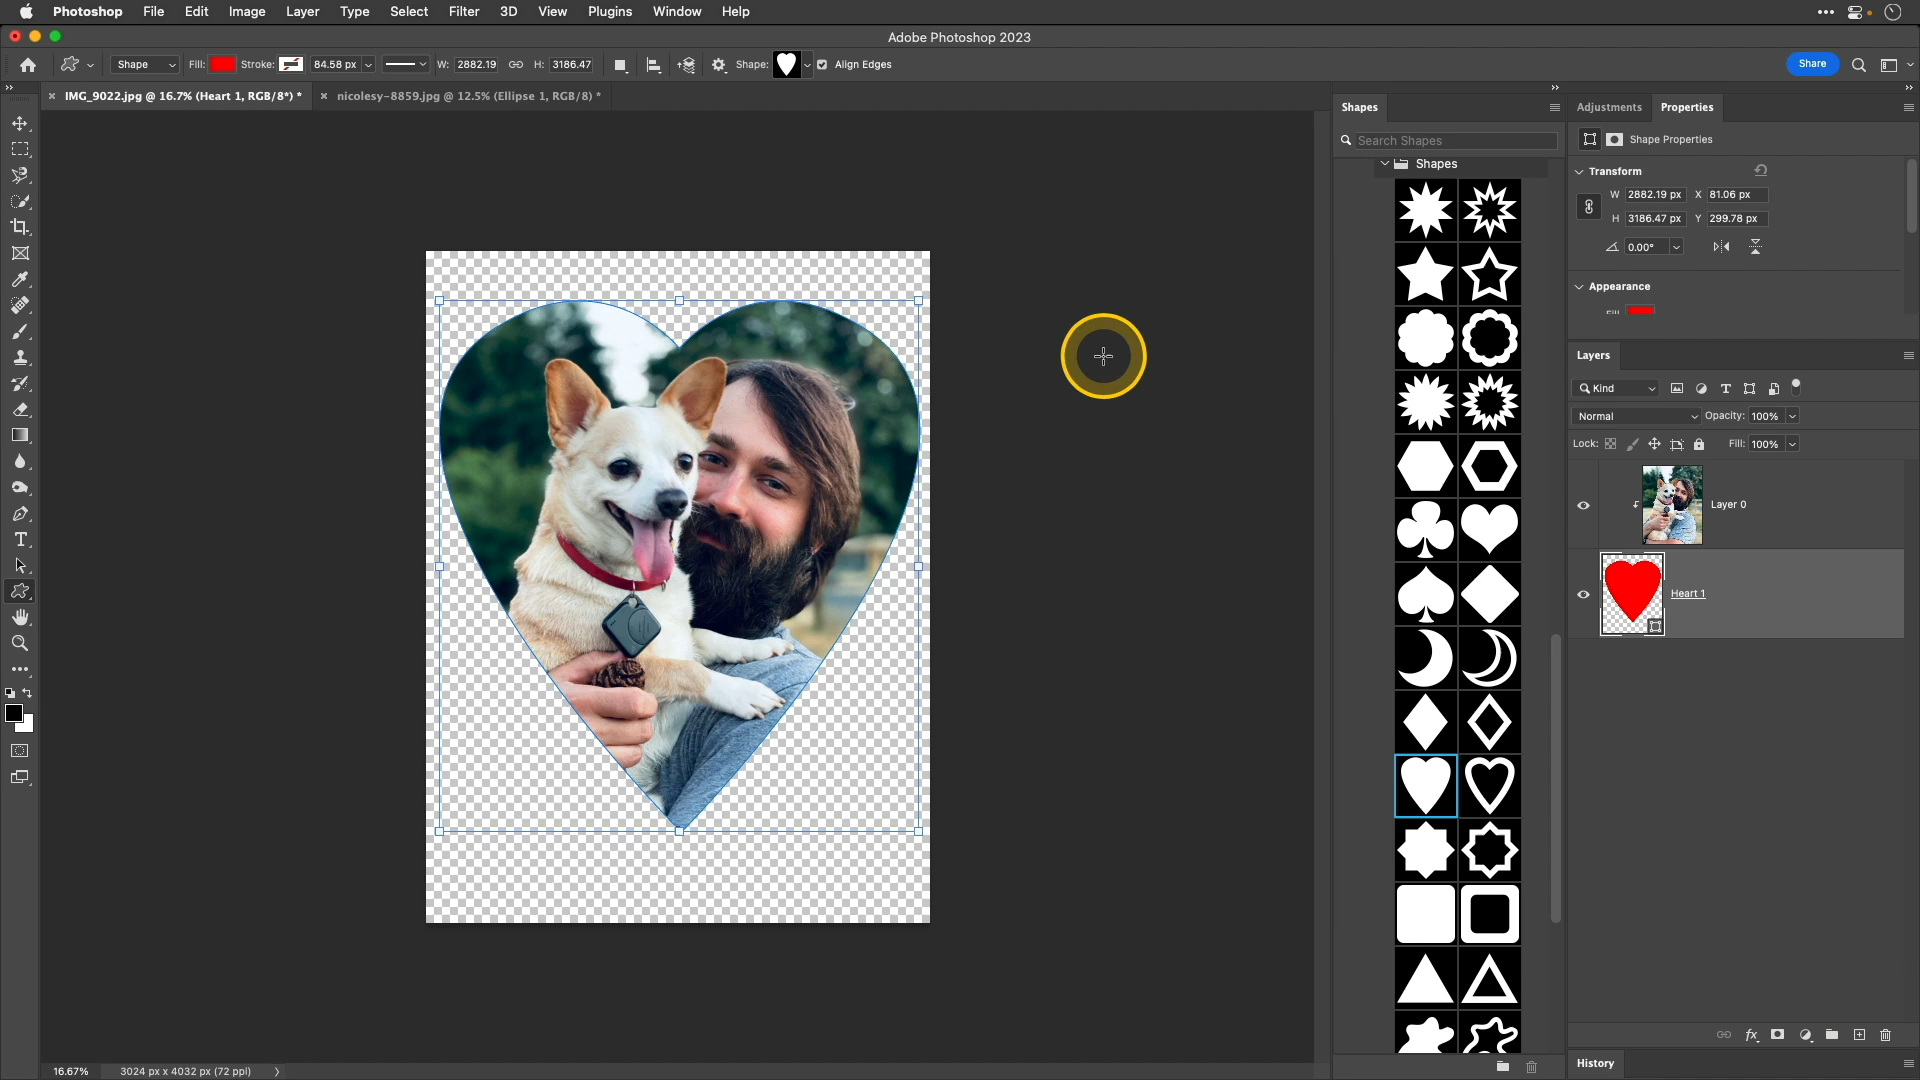 Photoshop File Edit Image Layer Type Select Filter 3D View Plugins Window Help
Adobe Photoshop 2023
Shape Fill: Stroke: 84.58 px W: 2882.19 H: 3186.47 Shape: Align Edges Share
IMG_9022.jpg @ 16.7% (Heart 1, RGB/8*) * nicolesy-8859.jpg @ 12.5% (Ellipse 1, RGB/8) *
Shapes
Search Shapes
Shapes
Adjustments Properties
Shape Properties
Transform
W 2882.19 px X 81.06 px
H 3186.47 px Y 299.78 px
0.00°
Appearance
Layers
Kind
Normal Opacity: 100%
Lock: Fill: 100%
Layer 0
Heart 1
fx
History
16.67% 3024 px x 4032 px (72 ppi)